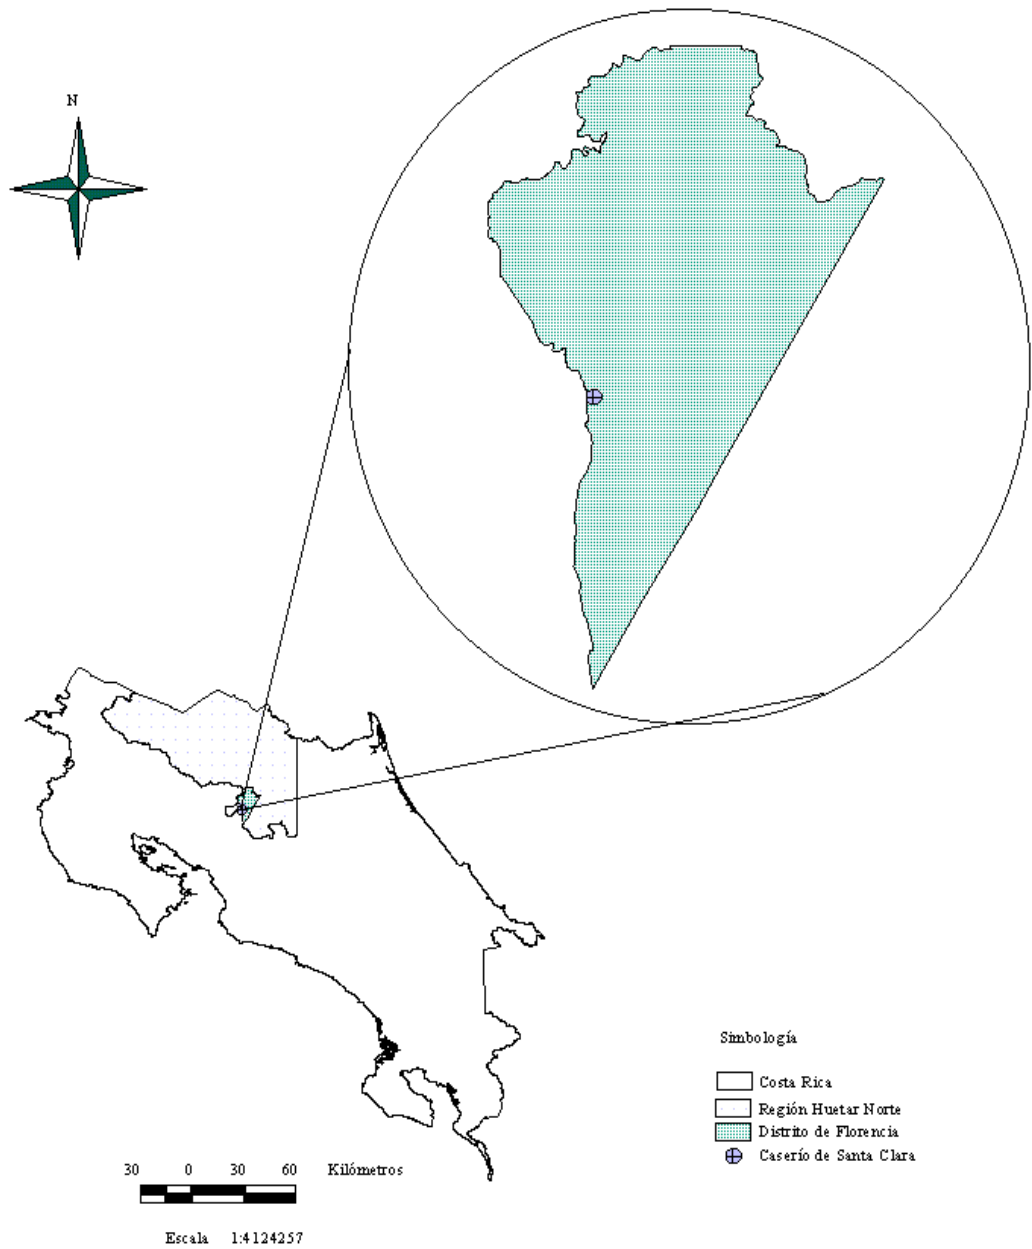 N
Simbología
Costa Rica
Región Huetar Norte
Distrito de Florencia
Caserío de Santa Clara
30 0 30 60 Kilómetros
Escala 1:4124257